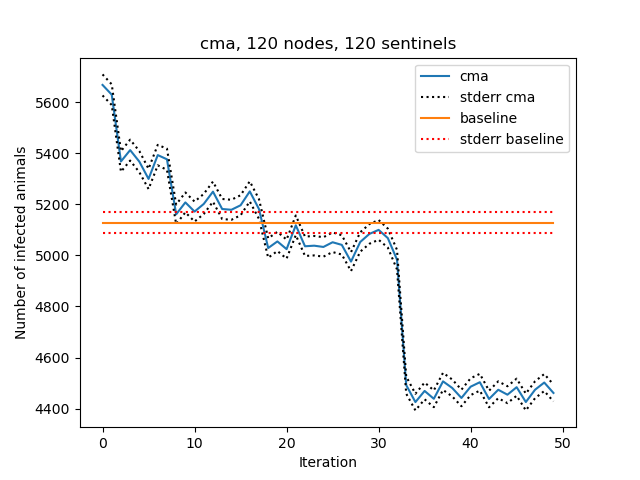 cma, 120 nodes, 120 sentinels
cma
stderr cma
baseline
stderr baseline
Number of infected animals
5600
5400
5200
5000
4800
4600
4400
0 10 20 30 40 50
Iteration